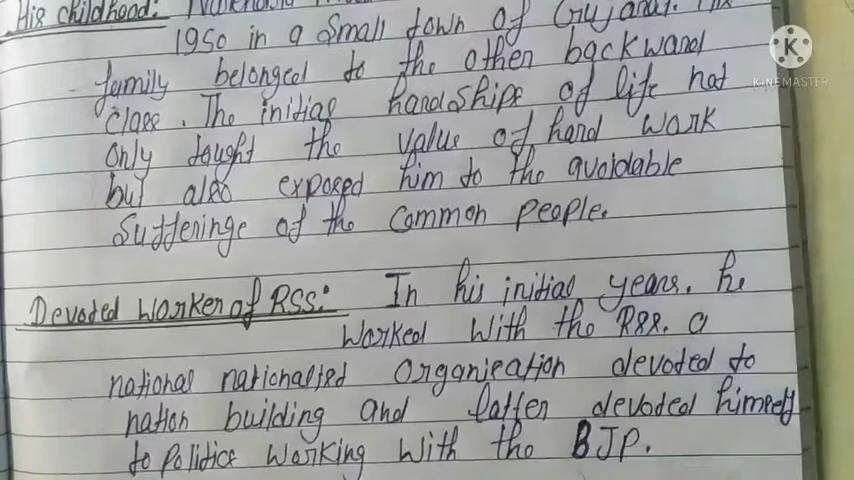 His childhood: Narendra
1950 in a small town of Gujarat. His
family belonged to the other backward
class. The initial hardships of life not
only taught the value of hard work
but also exposed him to the avoidable
sufferings of the common people.
Devoted worker of RSS: In his initial years, he
worked with the RSS. a
national nationalist organisation devoted to
nation building and latter devoded himself
to politics working with the BJP.
K
KINEMASTER